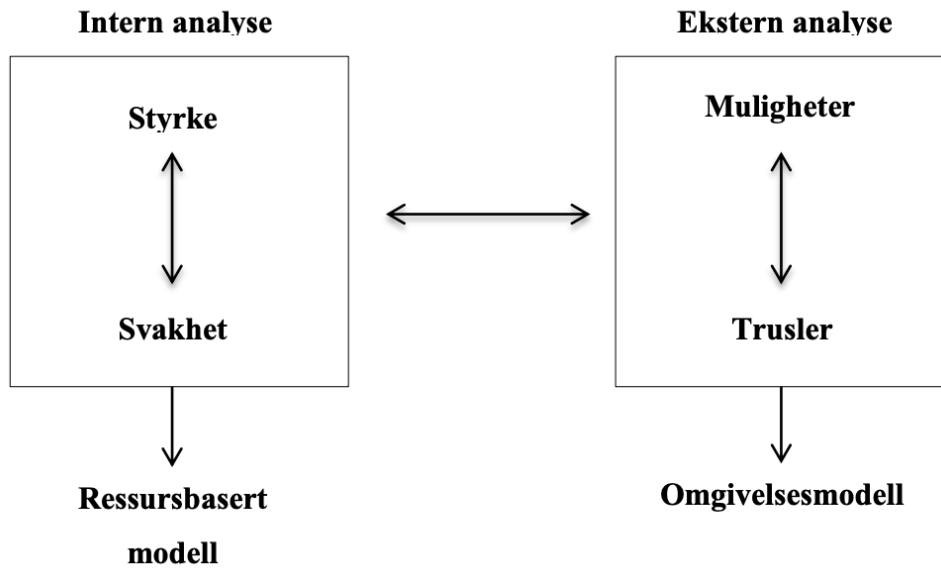 Intern analyse
Styrke
Svakhet
Ressursbasert
modell
Ekstern analyse
Muligheter
Trusler
Omgivelsesmodell